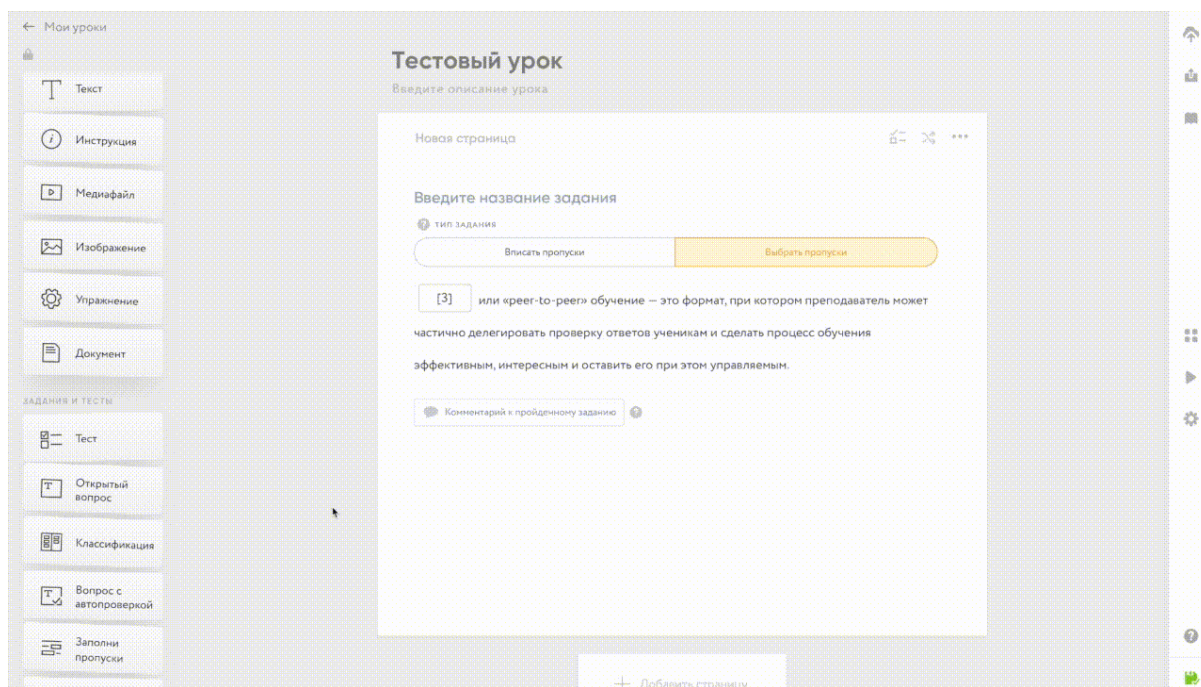 ← Мои уроки
Текст
Инструкция
Медиафайл
Изображение
Упражнение
Документ
ЗАДАНИЯ И ТЕСТЫ
Тест
Открытый
вопрос
Классификация
Вопрос с
автопроверкой
Заполни
пропуски
Тестовый урок
Введите описание урока
Новая страница
Введите название задания
ТИП ЗАДАНИЯ
Вписать пропуски
Выбрать пропуски
[3] или «peer-to-peer» обучение — это формат, при котором преподаватель может
частично делегировать проверку ответов ученикам и сделать процесс обучения
эффективным, интересным и оставить его при этом управляемым.
Комментарий к пройденному заданию
Добавить страницу